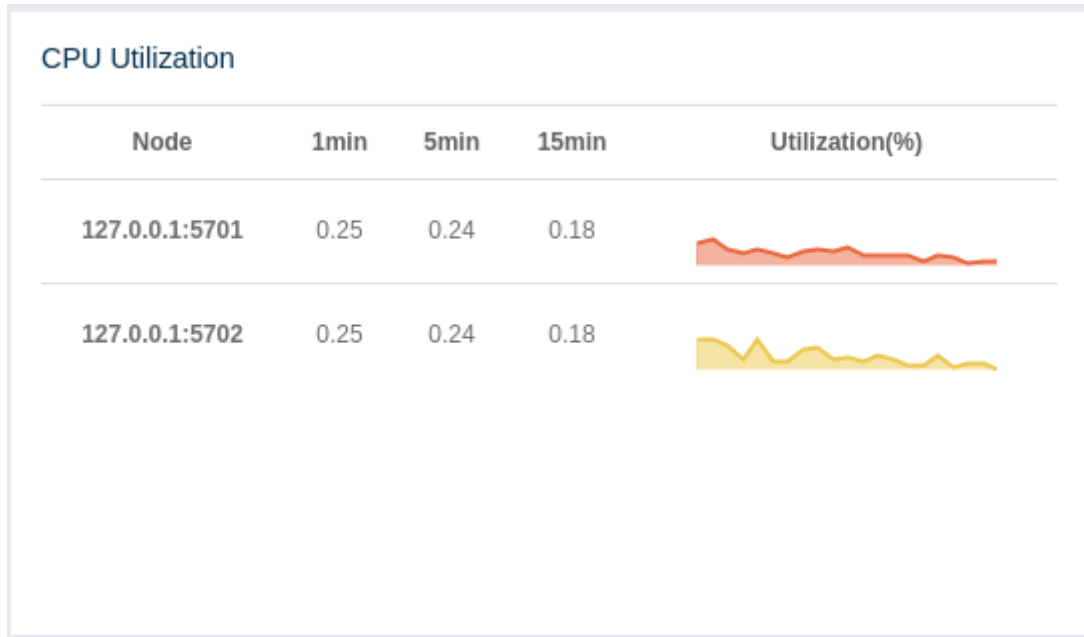 CPU Utilization
Node 1min 5min 15min Utilization(%)
127.0.0.1:5701 0.25 0.24 0.18
127.0.0.1:5702 0.25 0.24 0.18